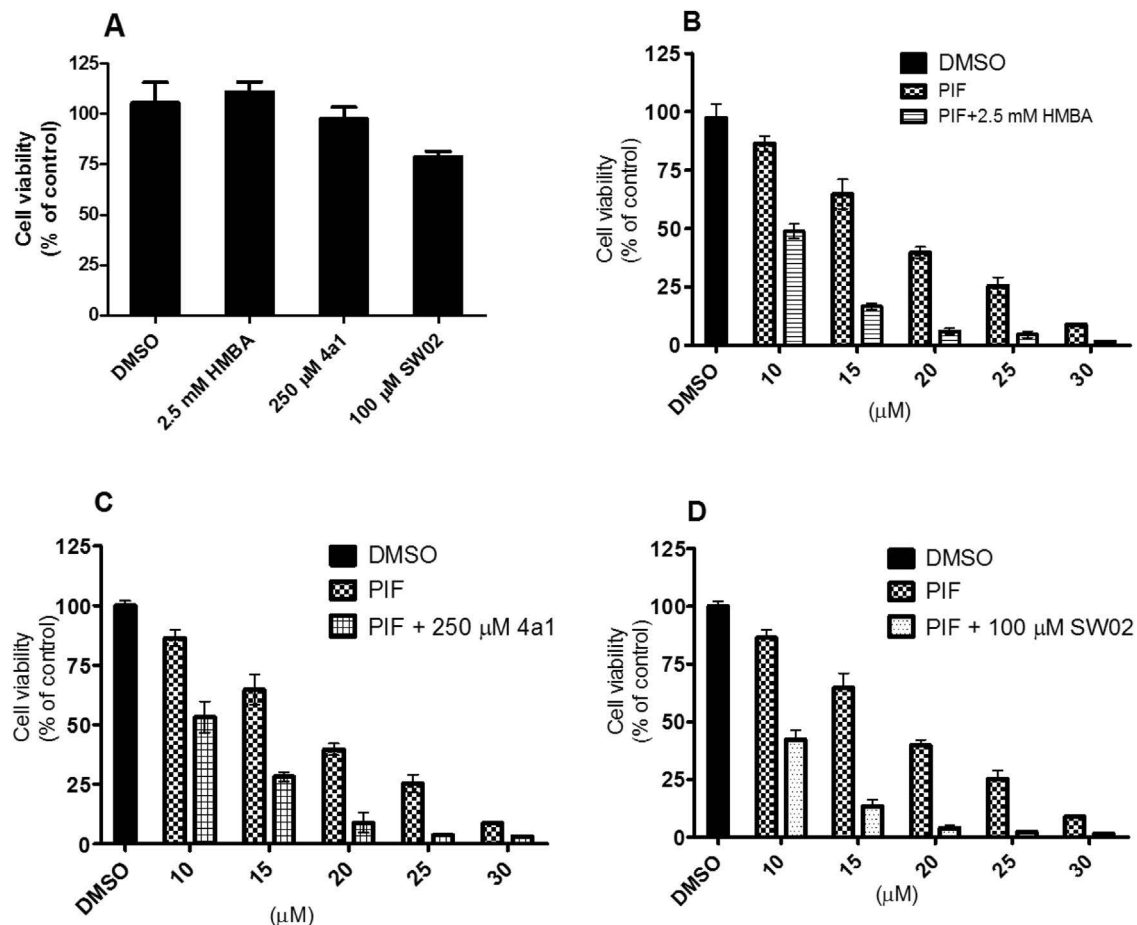 A
Cell viability
(% of control)
125
100
75
50
25
0
DMSO
2.5 mM HMBA
250 µM 4a1
100 µM SW02
B
Cell viability
(% of control)
125
100
75
50
25
0
DMSO
PIF
PIF+2.5 mM HMBA
DMSO
10
15
20
25
30
(µM)
C
Cell viability
(% of control)
125
100
75
50
25
0
DMSO
PIF
PIF + 250 µM 4a1
DMSO
10
15
20
25
30
(µM)
D
Cell viability
(% of control)
125
100
75
50
25
0
DMSO
PIF
PIF + 100 µM SW02
DMSO
10
15
20
25
30
(µM)